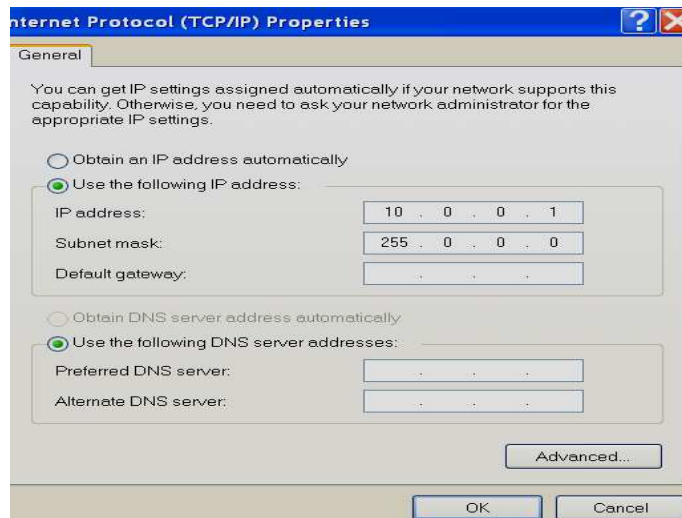 nternet Protocol (TCP/IP) Properties
General
You can get IP settings assigned automatically if your network supports this
capability. Otherwise, you need to ask your network administrator for the
appropriate IP settings.
Obtain an IP address automatically
Use the following IP address:
IP address: 10 . 0 . 0 . 1
Subnet mask: 255 . 0 . 0 . 0
Default gateway: . . .
Obtain DNS server address automatically
Use the following DNS server addresses:
Preferred DNS server: . . .
Alternate DNS server: . . .
Advanced...
OK Cancel